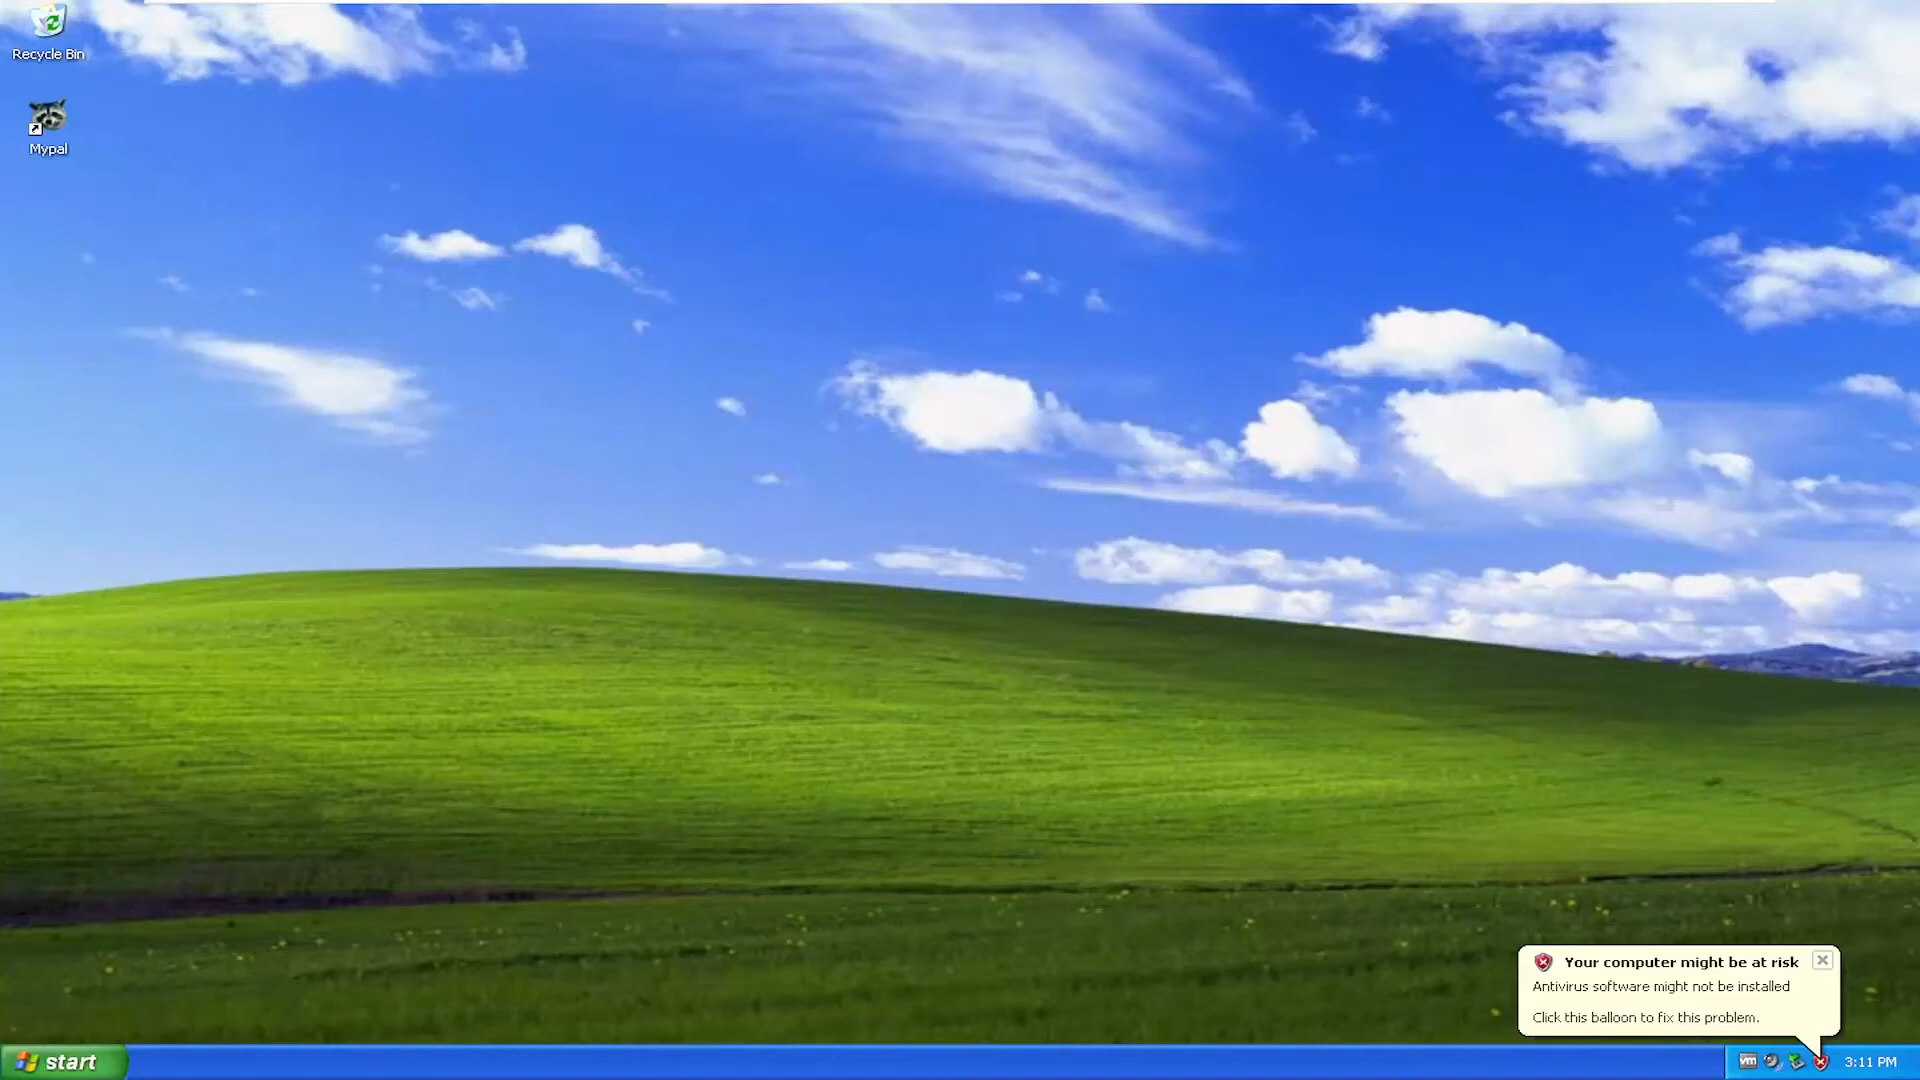 Recycle Bin
Mypal
Your computer might be at risk
Antivirus software might not be installed
Click this balloon to fix this problem.
start
vm
3:11 PM